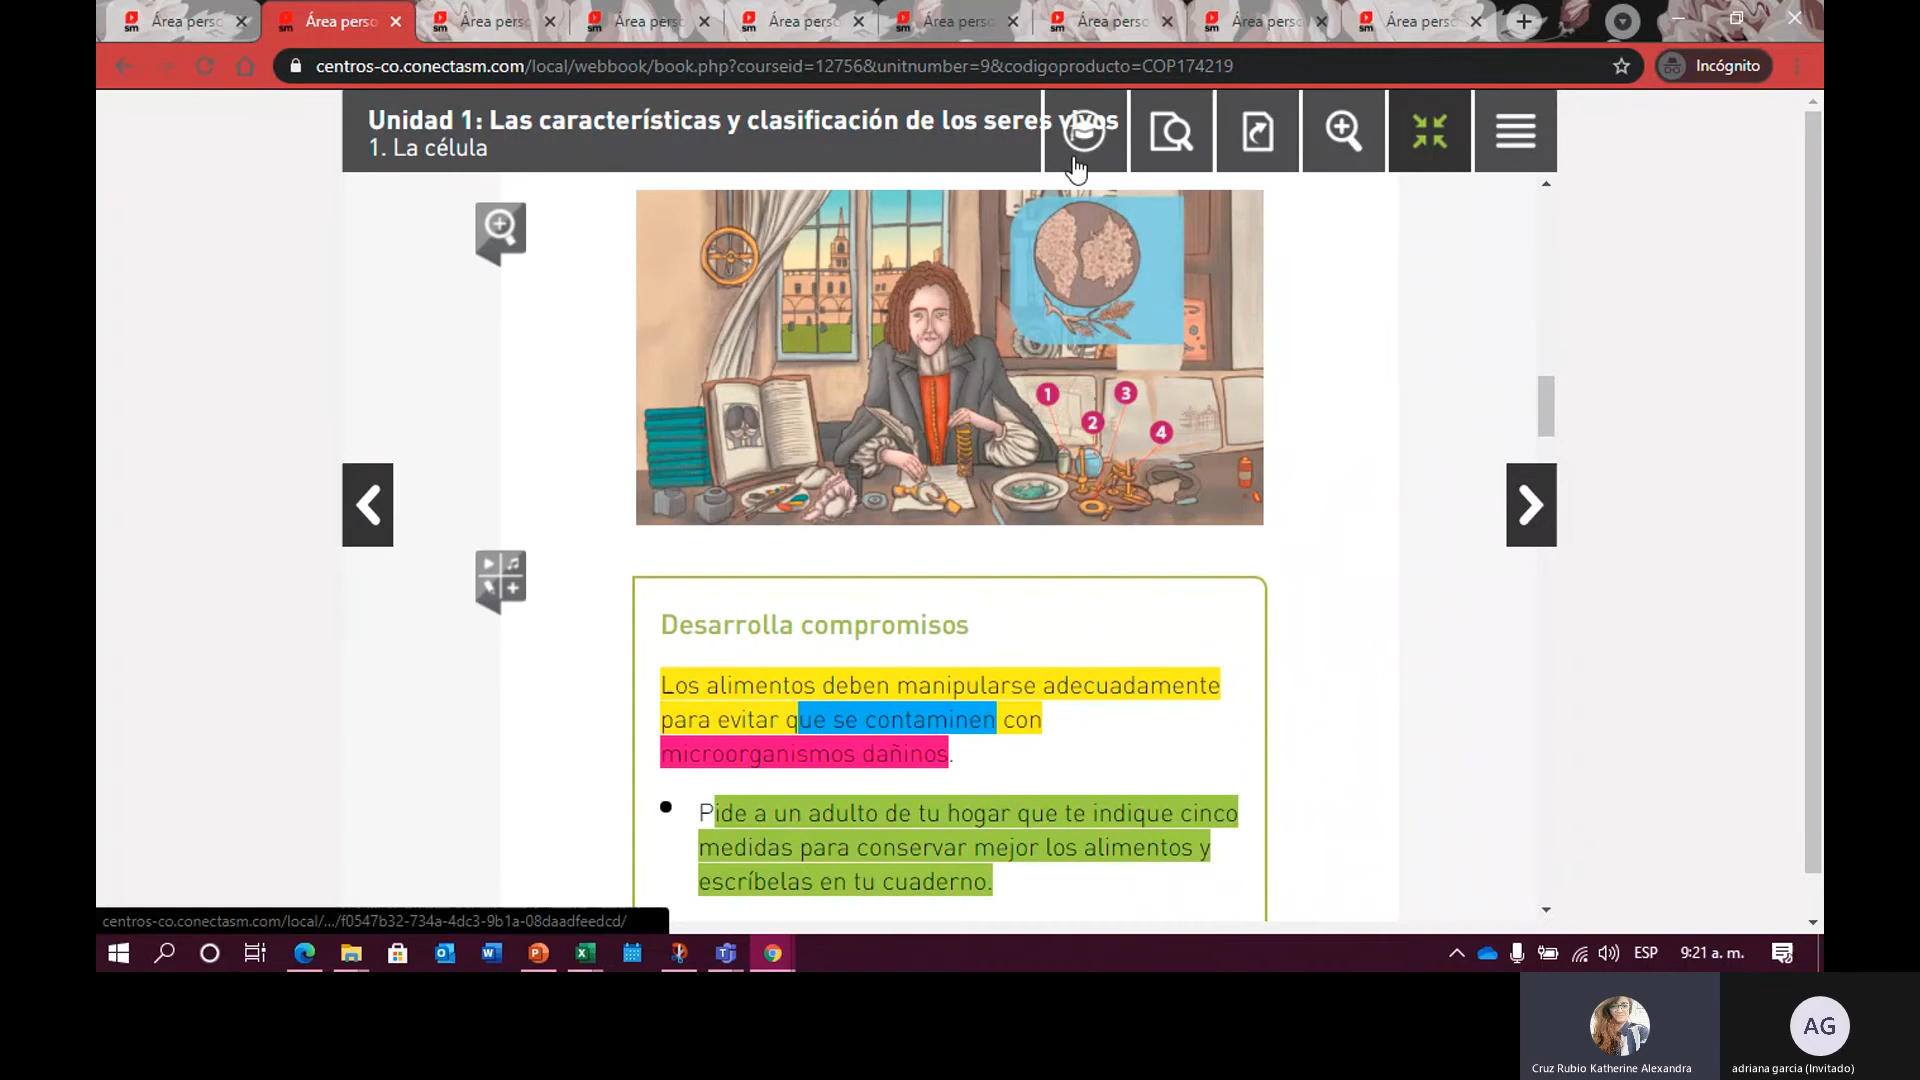 Área perso
Área perso
Área perso
Área perso
Área perso
Área perso
Área perso
Área perso
Área perso
centros-co.conectasm.com/local/webbook/book.php?courseid=12756&unitnumber=9&codigoproducto=COP174219
Incógnito
Unidad 1: Las características y clasificación de los seres vivos
1. La célula
1
3
2
4
Desarrolla compromisos
Los alimentos deben manipularse adecuadamente
para evitar que se contaminen con
microorganismos dañinos.
• Pide a un adulto de tu hogar que te indique cinco
medidas para conservar mejor los alimentos y
escríbelas en tu cuaderno.
centros-co.conectasm.com/local/.../f0547b32-734a-4dc3-9b1a-08daadfeedcd/
ESP
9:21 a. m.
AG
Cruz Rubio Katherine Alexandra
adriana garcia (Invitado)